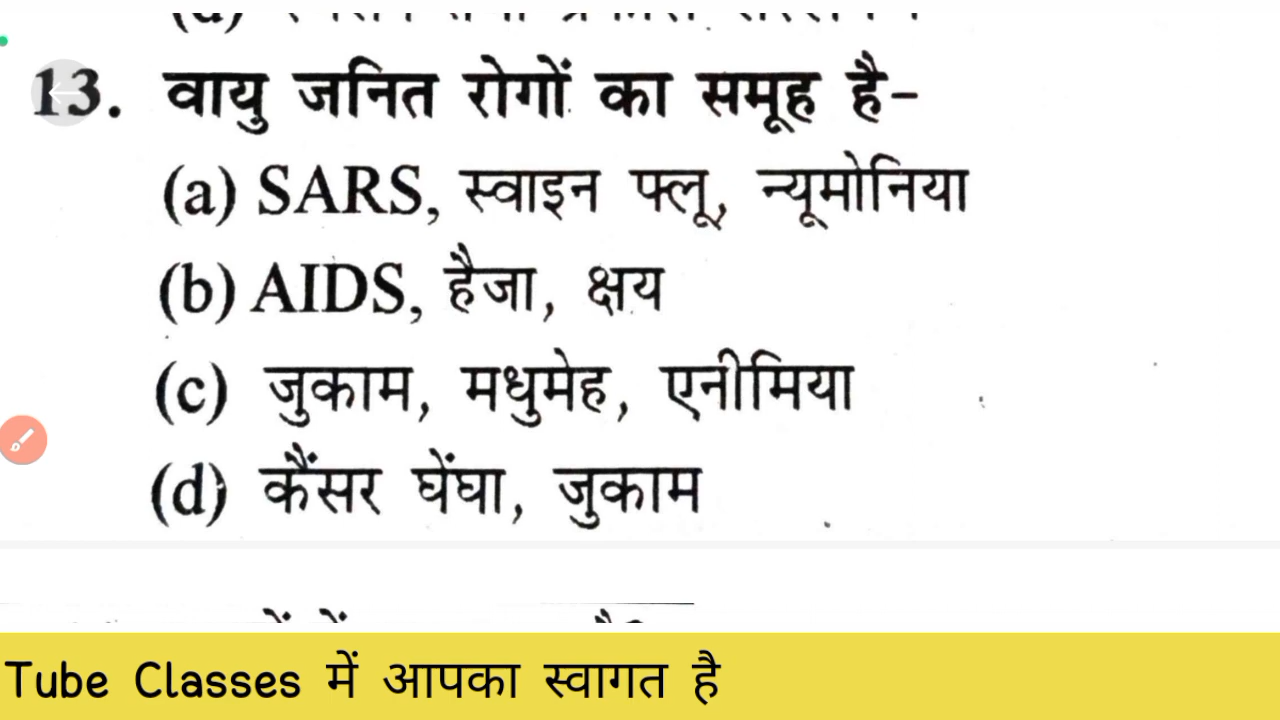 13. वायु जनित रोगों का समूह है-
(a) SARS, स्वाइन फ्लू, न्यूमोनिया
(b) AIDS, हैजा, क्षय
(c) जुकाम, मधुमेह, एनीमिया
(d) कैंसर घेंघा, जुकाम
Tube Classes में आपका स्वागत है